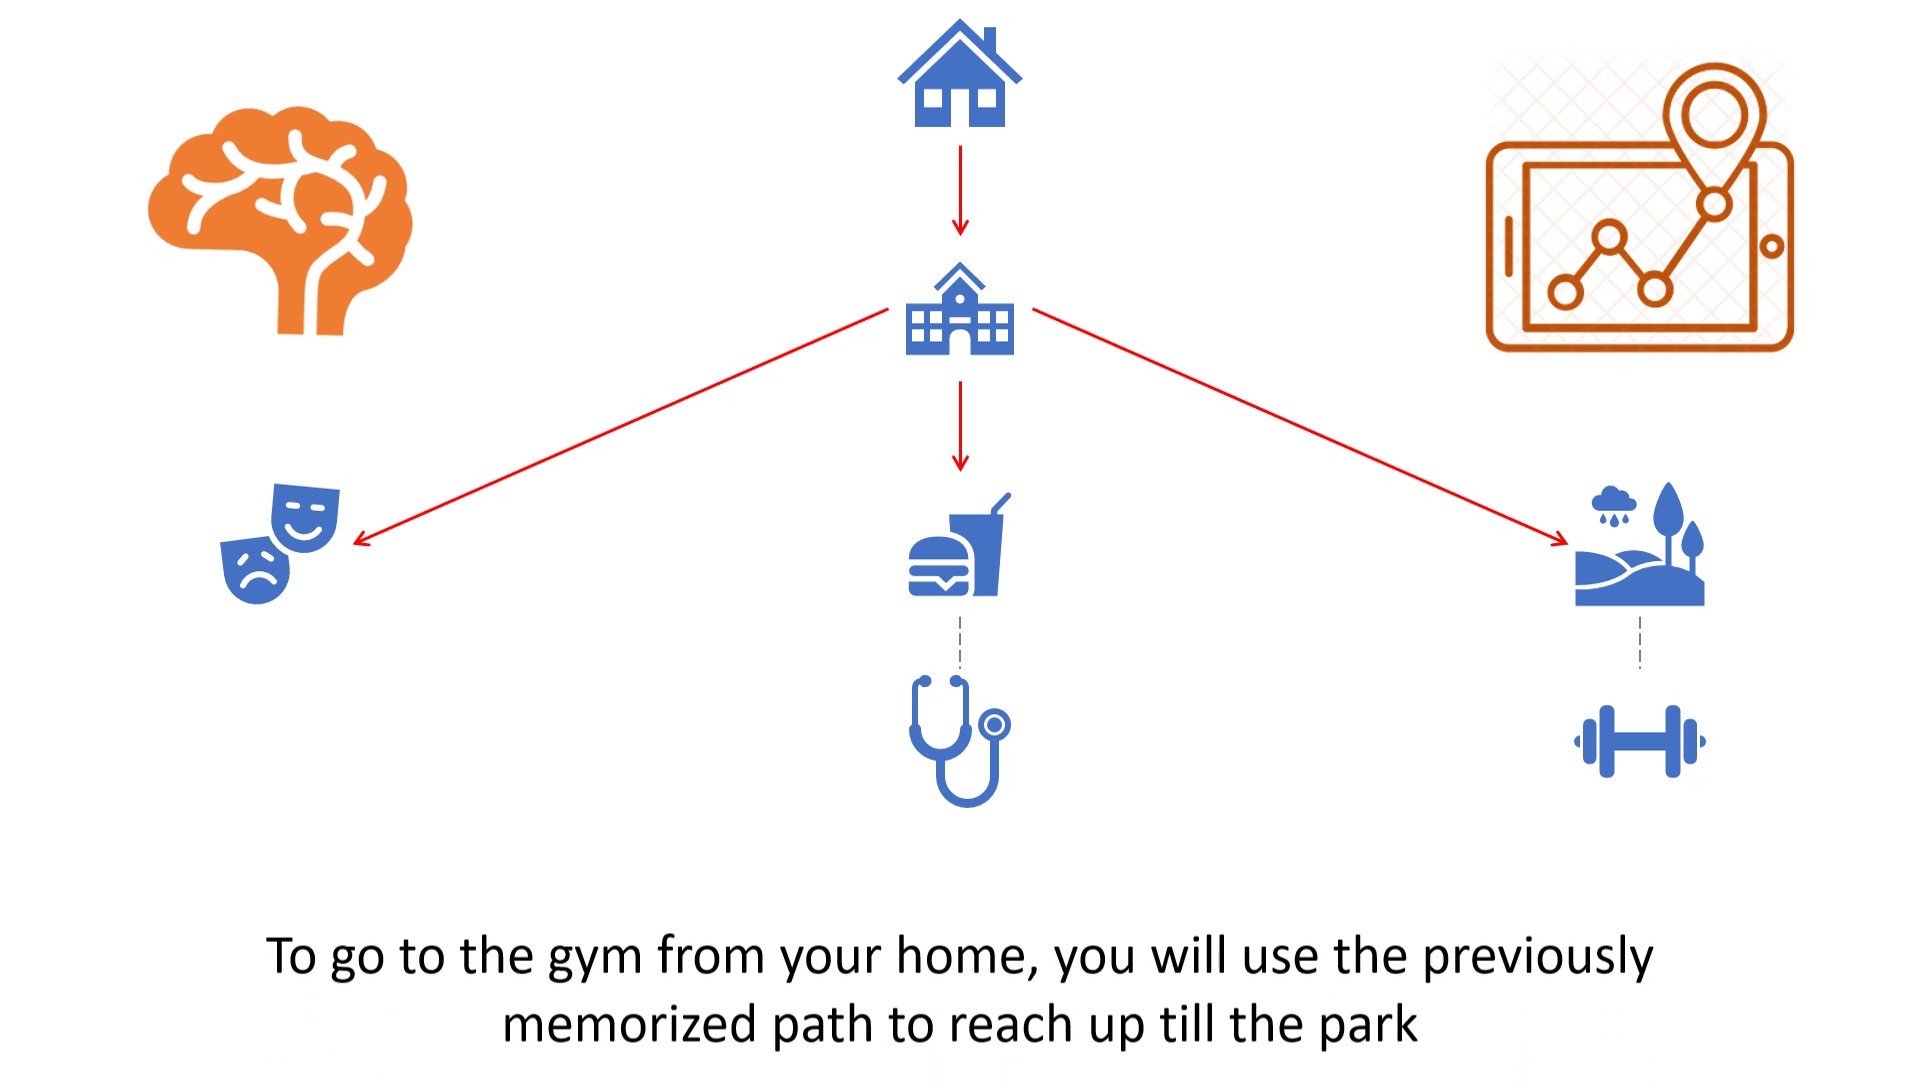 To go to the gym from your home, you will use the previously
memorized path to reach up till the park